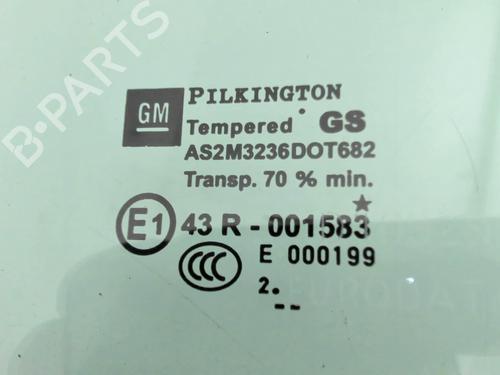 B-PARTS
GM
PILKINGTON
Tempered GS
AS2M3236DOT682
Transp. 70 % min.
E1 43 R - 001583
CCC E 000199
2.
--